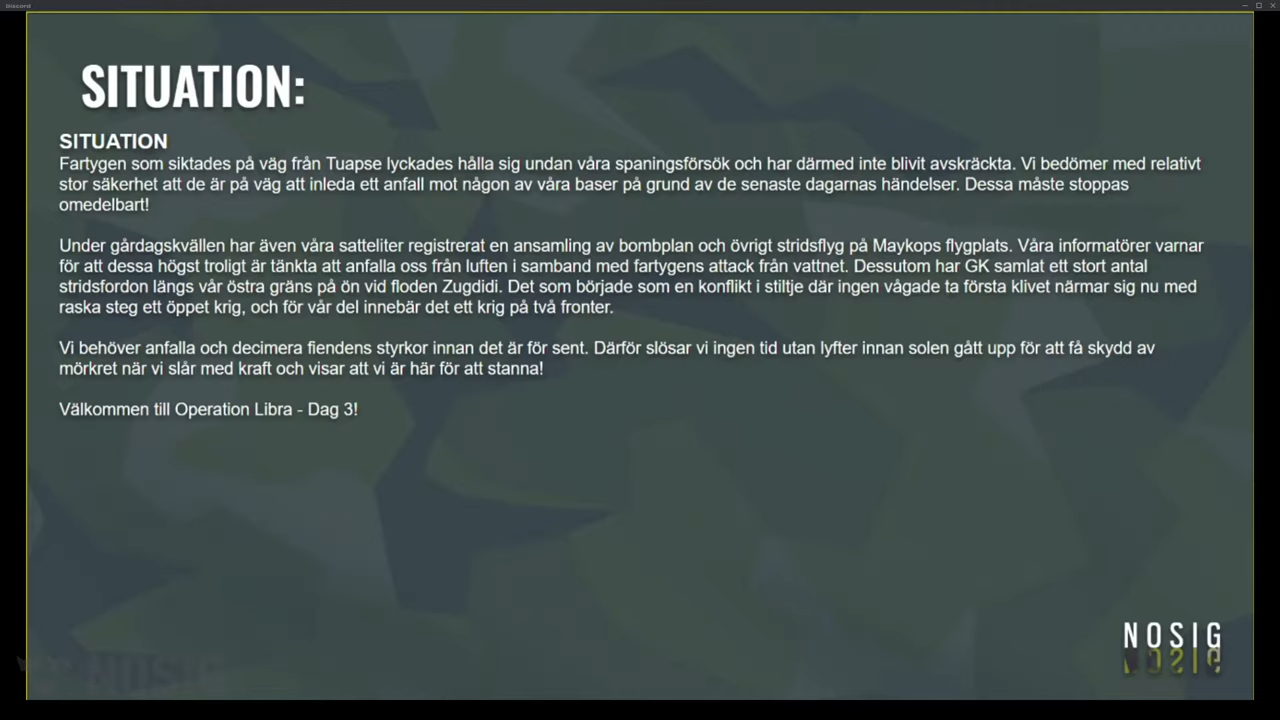 Discord
SITUATION:
SITUATION
Fartygen som siktades på väg från Tuapse lyckades hålla sig undan våra spaningsförsök och har därmed inte blivit avskräckta. Vi bedömer med relativt
stor säkerhet att de är på väg att inleda ett anfall mot någon av våra baser på grund av de senaste dagarnas händelser. Dessa måste stoppas
omedelbart!
Under gårdagskvällen har även våra satteliter registrerat en ansamling av bombplan och övrigt stridsflyg på Maykops flygplats. Våra informatörer varnar
för att dessa högst troligt är tänkta att anfalla oss från luften i samband med fartygens attack från vattnet. Dessutom har GK samlat ett stort antal
stridsfordon längs vår östra gräns på ön vid floden Zugdidi. Det som började som en konflikt i stiltje där ingen vågade ta första klivet närmar sig nu med
raska steg ett öppet krig, och för vår del innebär det ett krig på två fronter.
Vi behöver anfalla och decimera fiendens styrkor innan det är för sent. Därför slösar vi ingen tid utan lyfter innan solen gått upp för att få skydd av
mörkret när vi slår med kraft och visar att vi är här för att stanna!
Välkommen till Operation Libra - Dag 3!
NOSIG
NOSIG